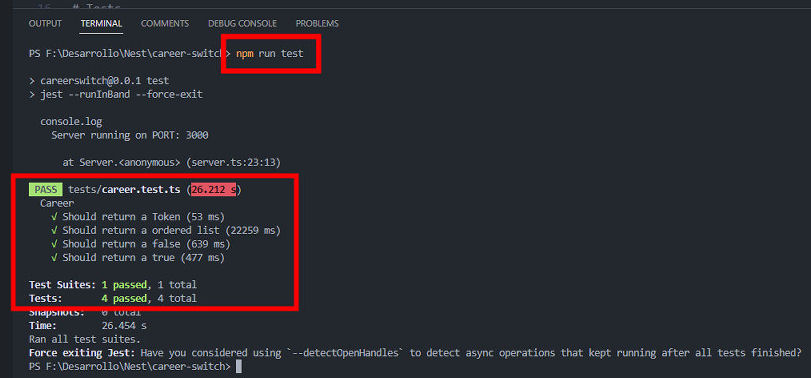 16 # Tests
OUTPUT TERMINAL COMMENTS DEBUG CONSOLE PROBLEMS
PS F:\Desarrollo\Nest\career-switch> npm run test
> careerswitch@0.0.1 test
> jest --runInBand --force-exit
console.log
Server running on PORT: 3000
at Server.<anonymous> (server.ts:23:13)
PASS tests/career.test.ts (26.212 s)
Career
√ Should return a Token (53 ms)
√ Should return a ordered list (22259 ms)
√ Should return a false (639 ms)
√ Should return a true (477 ms)
Test Suites: 1 passed, 1 total
Tests: 4 passed, 4 total
Snapshots: 0 total
Time: 26.454 s
Ran all test suites.
Force exiting Jest: Have you considered using `--detectOpenHandles` to detect async operations that kept running after all tests finished?
PS F:\Desarrollo\Nest\career-switch>